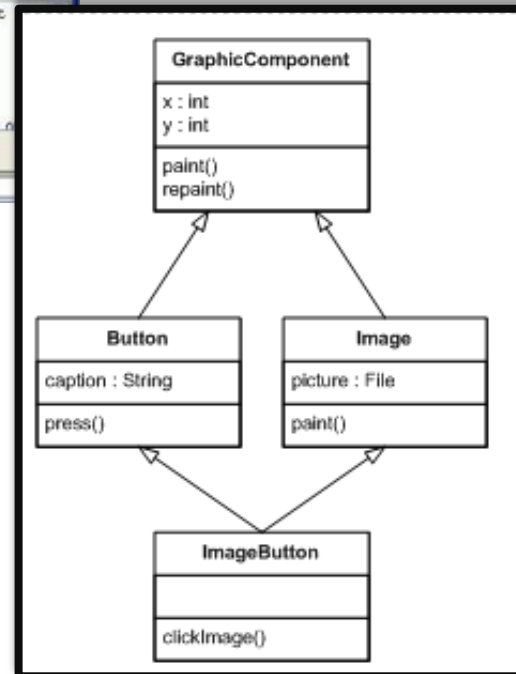 GraphicComponent
x : int
y : int
paint()
repaint()
Button
caption : String
press()
Image
picture : File
paint()
ImageButton
clickImage()